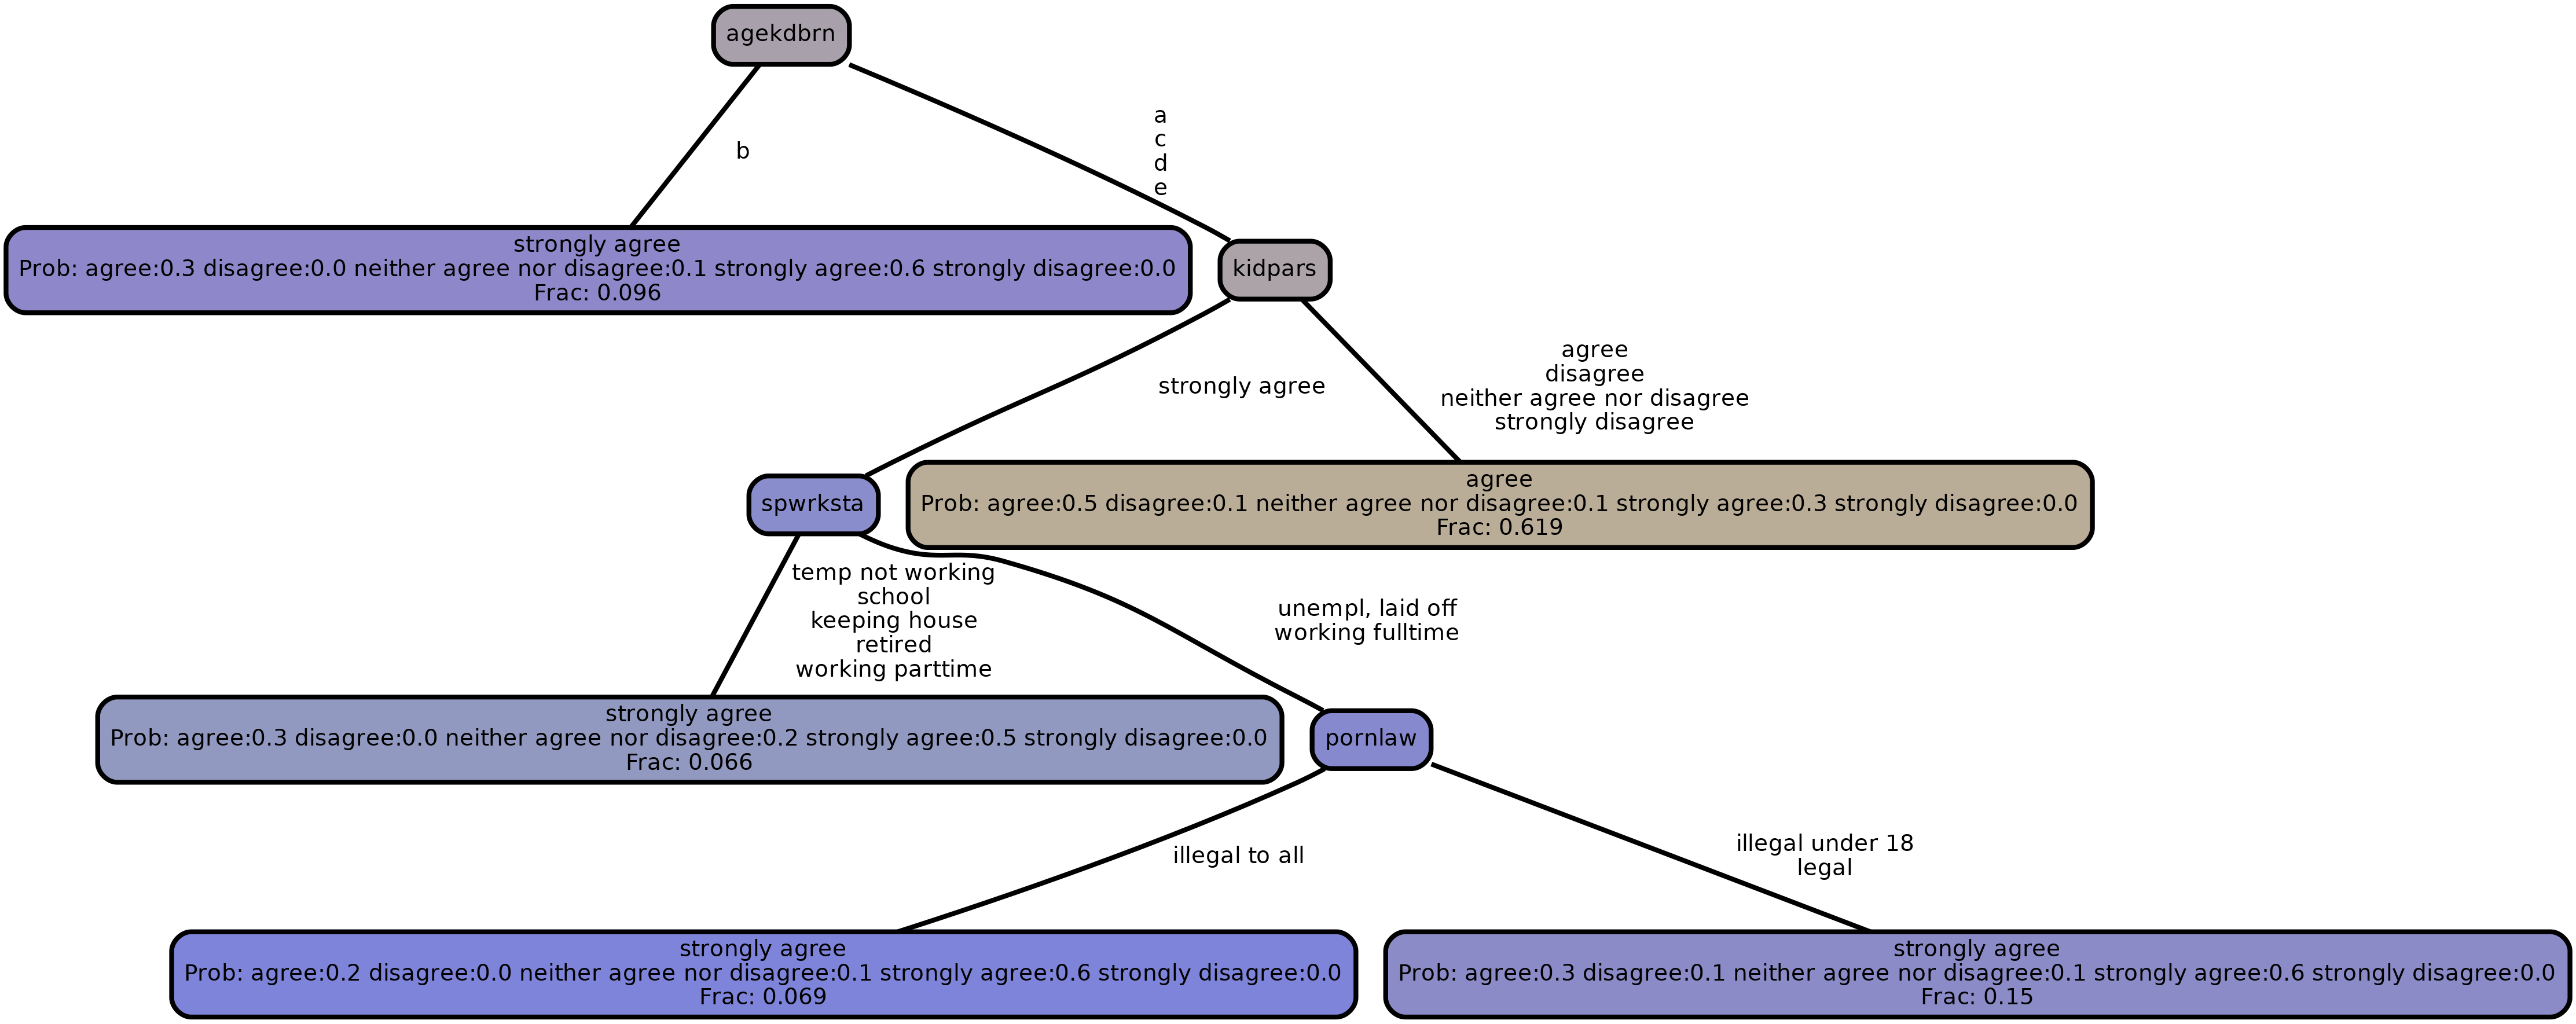 agekdbrn
b
a
c
d
e
strongly agree
Prob: agree:0.3 disagree:0.0 neither agree nor disagree:0.1 strongly agree:0.6 strongly disagree:0.0
Frac: 0.096
kidpars
strongly agree
agree
disagree
neither agree nor disagree
strongly disagree
spwrksta
agree
Prob: agree:0.5 disagree:0.1 neither agree nor disagree:0.1 strongly agree:0.3 strongly disagree:0.0
Frac: 0.619
temp not working
school
keeping house
retired
working parttime
unempl, laid off
working fulltime
strongly agree
Prob: agree:0.3 disagree:0.0 neither agree nor disagree:0.2 strongly agree:0.5 strongly disagree:0.0
Frac: 0.066
pornlaw
illegal to all
illegal under 18
legal
strongly agree
Prob: agree:0.2 disagree:0.0 neither agree nor disagree:0.1 strongly agree:0.6 strongly disagree:0.0
Frac: 0.069
strongly agree
Prob: agree:0.3 disagree:0.1 neither agree nor disagree:0.1 strongly agree:0.6 strongly disagree:0.0
Frac: 0.15